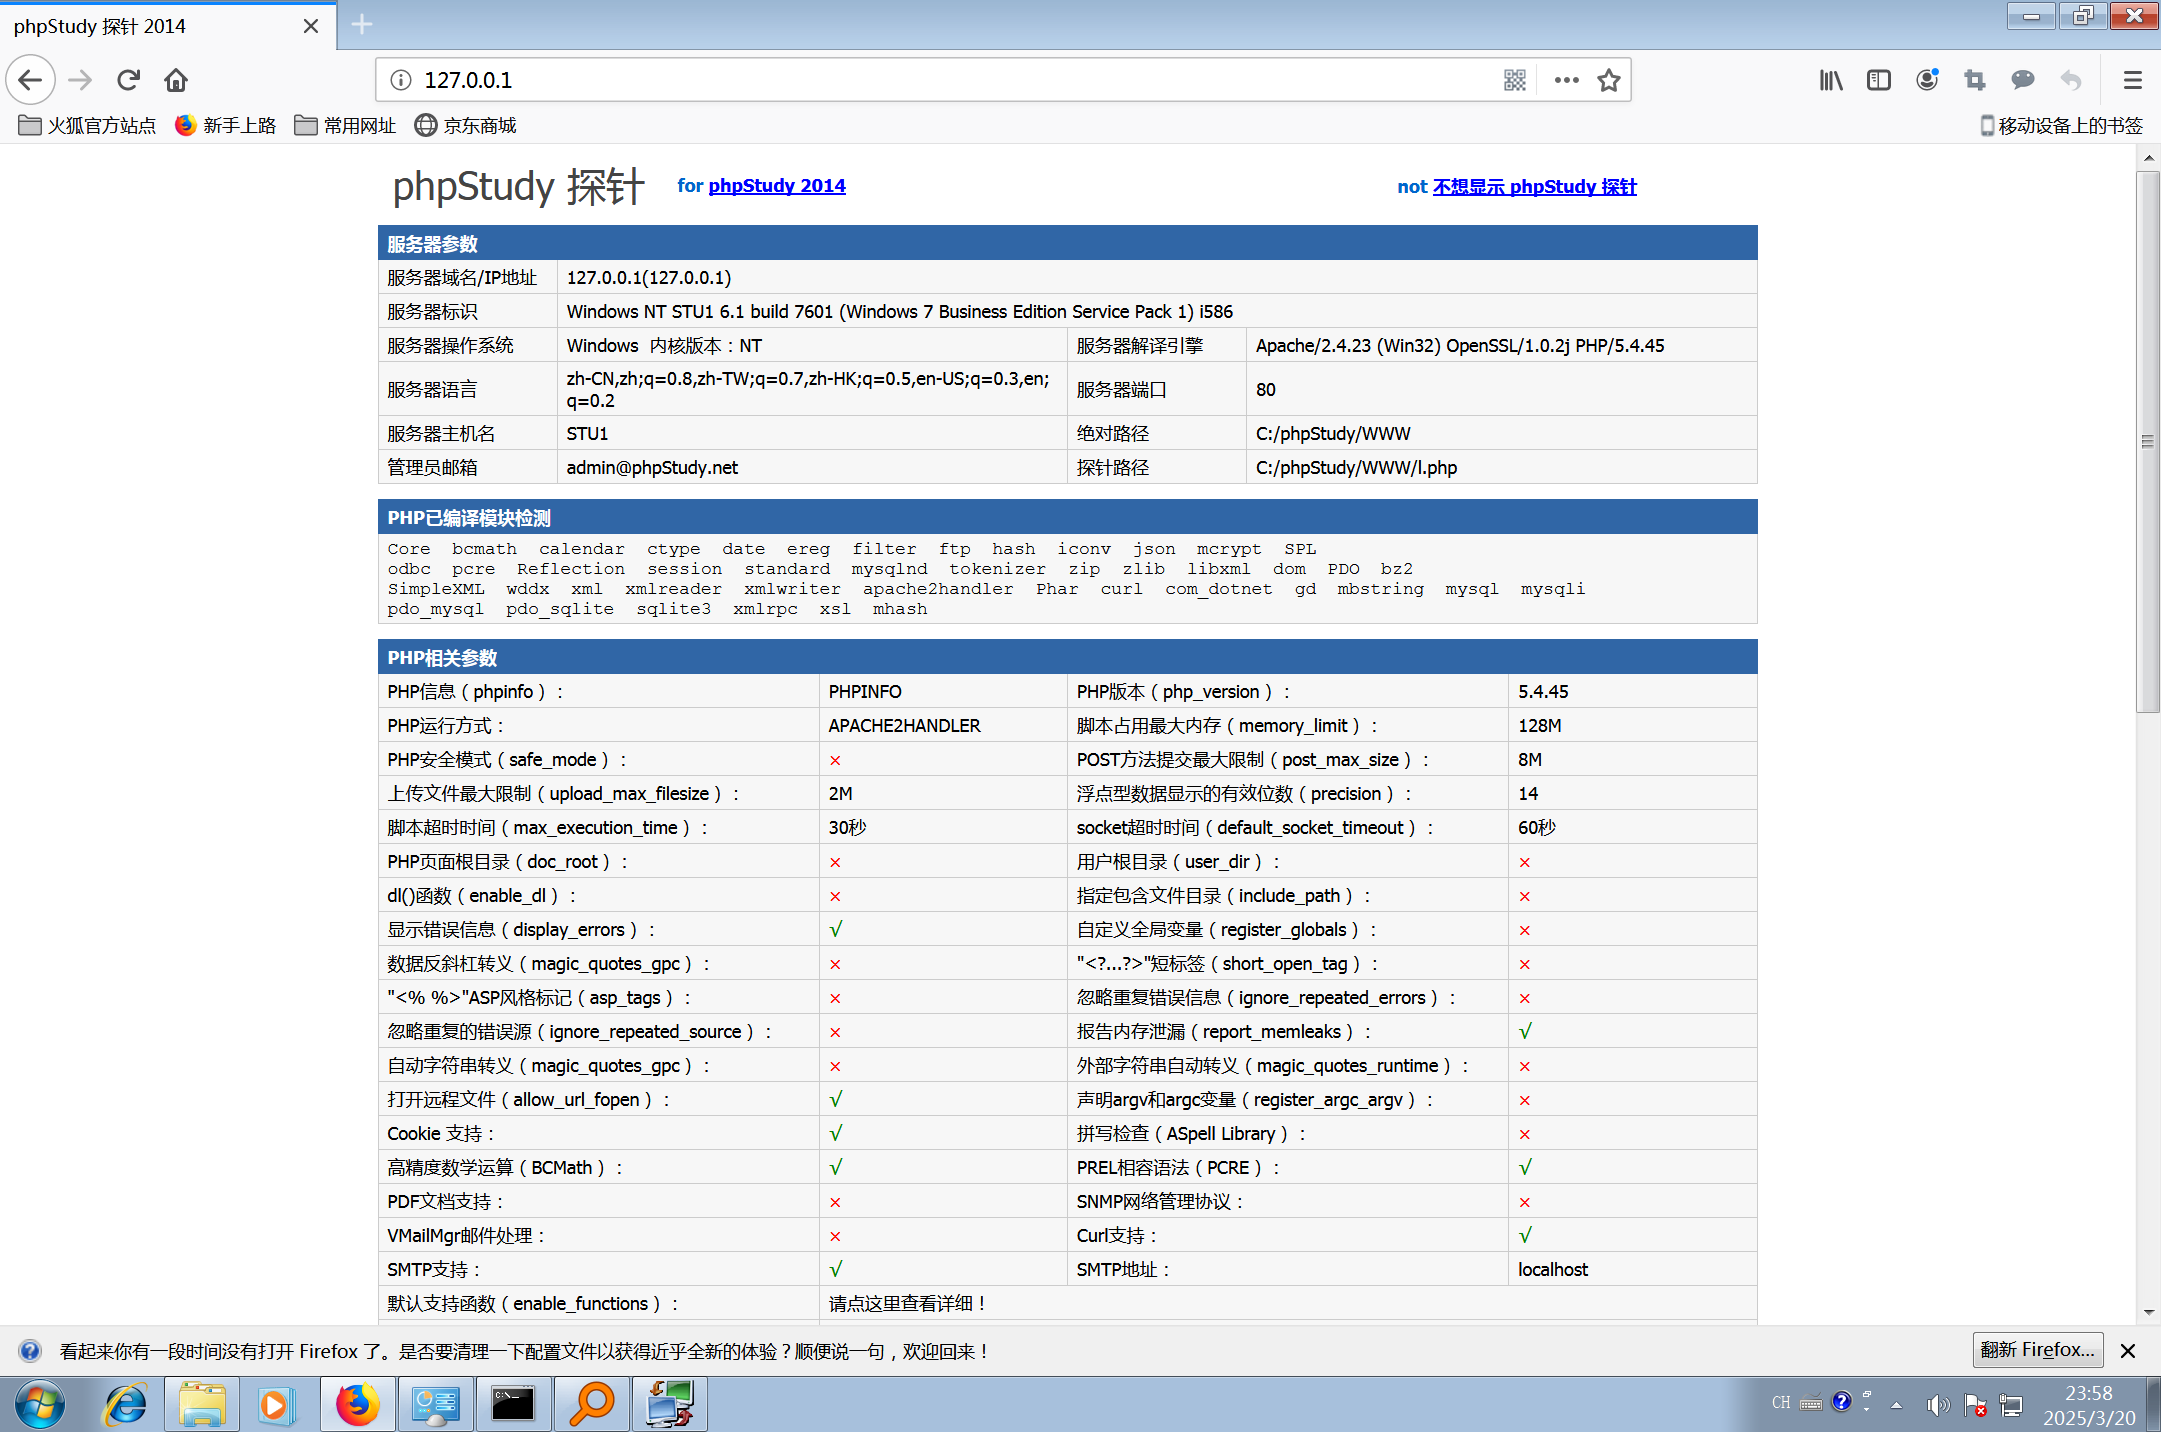 phpStudy 探针 2014
127.0.0.1
火狐官方站点 新手上路 常用网址 京东商城 移动设备上的书签
phpStudy 探针 for phpStudy 2014 not 不想显示 phpStudy 探针
服务器参数
服务器域名/IP地址 127.0.0.1(127.0.0.1)
服务器标识 Windows NT STU1 6.1 build 7601 (Windows 7 Business Edition Service Pack 1) i586
服务器操作系统 Windows 内核版本：NT 服务器解译引擎 Apache/2.4.23 (Win32) OpenSSL/1.0.2j PHP/5.4.45
服务器语言 zh-CN,zh;q=0.8,zh-TW;q=0.7,zh-HK;q=0.5,en-US;q=0.3,en;
q=0.2 服务器端口 80
服务器主机名 STU1 绝对路径 C:/phpStudy/WWW
管理员邮箱 admin@phpStudy.net 探针路径 C:/phpStudy/WWW/l.php
PHP已编译模块检测
Core bcmath calendar ctype date ereg filter ftp hash iconv json mcrypt SPL
odbc pcre Reflection session standard mysqlnd tokenizer zip zlib libxml dom PDO bz2
SimpleXML wddx xml xmlreader xmlwriter apache2handler Phar curl com_dotnet gd mbstring mysql mysqli
pdo_mysql pdo_sqlite sqlite3 xmlrpc xsl mhash
PHP相关参数
PHP信息（phpinfo）： PHPINFO PHP版本（php_version）： 5.4.45
PHP运行方式： APACHE2HANDLER 脚本占用最大内存（memory_limit）： 128M
PHP安全模式（safe_mode）： × POST方法提交最大限制（post_max_size）： 8M
上传文件最大限制（upload_max_filesize）： 2M 浮点型数据显示的有效位数（precision）： 14
脚本超时时间（max_execution_time）： 30秒 socket超时时间（default_socket_timeout）： 60秒
PHP页面根目录（doc_root）： × 用户根目录（user_dir）： ×
dl()函数（enable_dl）： × 指定包含文件目录（include_path）： ×
显示错误信息（display_errors）： √ 自定义全局变量（register_globals）： ×
数据反斜杠转义（magic_quotes_gpc）： × "<?...?>"短标签（short_open_tag）： ×
"<% %>"ASP风格标记（asp_tags）： × 忽略重复错误信息（ignore_repeated_errors）： ×
忽略重复的错误源（ignore_repeated_source）： × 报告内存泄漏（report_memleaks）： √
自动字符串转义（magic_quotes_gpc）： × 外部字符串自动转义（magic_quotes_runtime）： ×
打开远程文件（allow_url_fopen）： √ 声明argv和argc变量（register_argc_argv）： ×
Cookie 支持： √ 拼写检查（ASpell Library）： ×
高精度数学运算（BCMath）： √ PREL相容语法（PCRE）： √
PDF文档支持： × SNMP网络管理协议： ×
VMailMgr邮件处理： × Curl支持： √
SMTP支持： √ SMTP地址： localhost
默认支持函数（enable_functions）： 请点这里查看详细！
看起来你有一段时间没有打开 Firefox 了。是否要清理一下配置文件以获得近乎全新的体验？顺便说一句，欢迎回来！ 翻新 Firefox...
C:\_ CH 23:58
2025/3/20